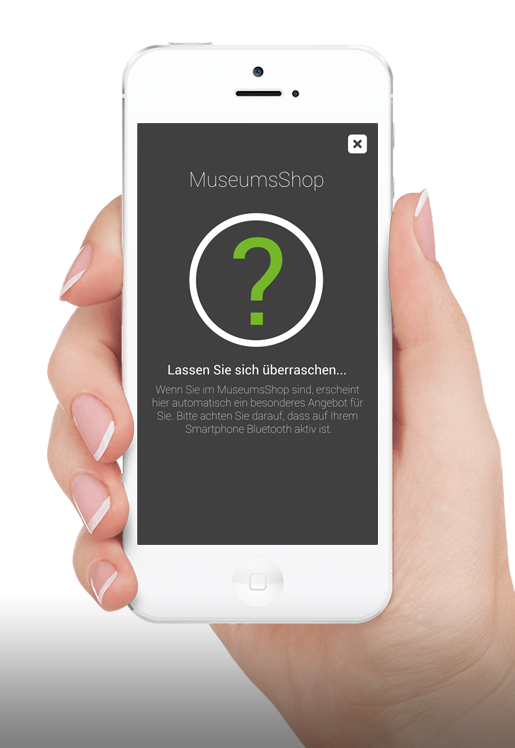 MuseumsShop
?
Lassen Sie sich überraschen...
Wenn Sie im MuseumsShop sind, erscheint
hier automatisch ein besonderes Angebot für
Sie. Bitte achten Sie darauf, dass auf Ihrem
Smartphone Bluetooth aktiv ist.